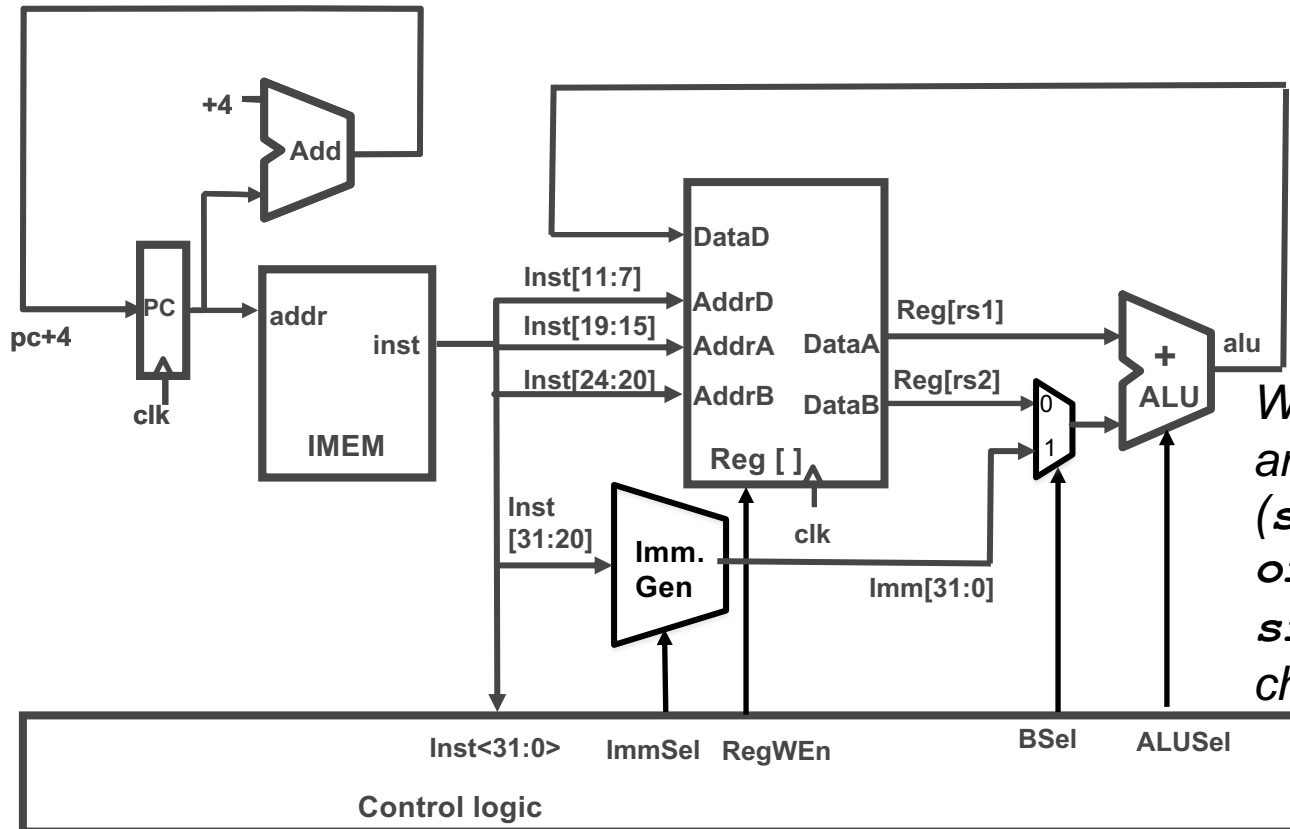 +4
Add
DataD
Inst[11:7]
pc+4
PC
addr
inst
AddrD
Inst[19:15]
AddrA
DataA
Reg[rs1]
+
alu
Inst[24:20]
AddrB
DataB
Reg[rs2]
0
ALU
clk
IMEM
Reg [ ]
1
clk
Inst
[31:20]
Imm.
Gen
Imm[31:0]
Inst<31:0>
ImmSel
RegWEn
BSel
ALUSel
Control logic